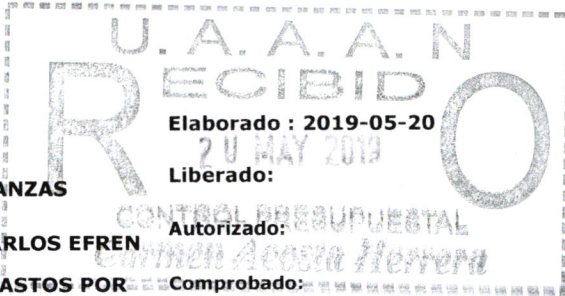 U. A. A. A. N
RECIBIDO
Elaborado : 2019-05-20
20 MAY 2019
Liberado:
ANZAS
CONTROL PRESUPUESTAL
Autorizado:
ARLOS EFREN
Carmen Acosta Herrera
ASTOS POR
Comprobado: